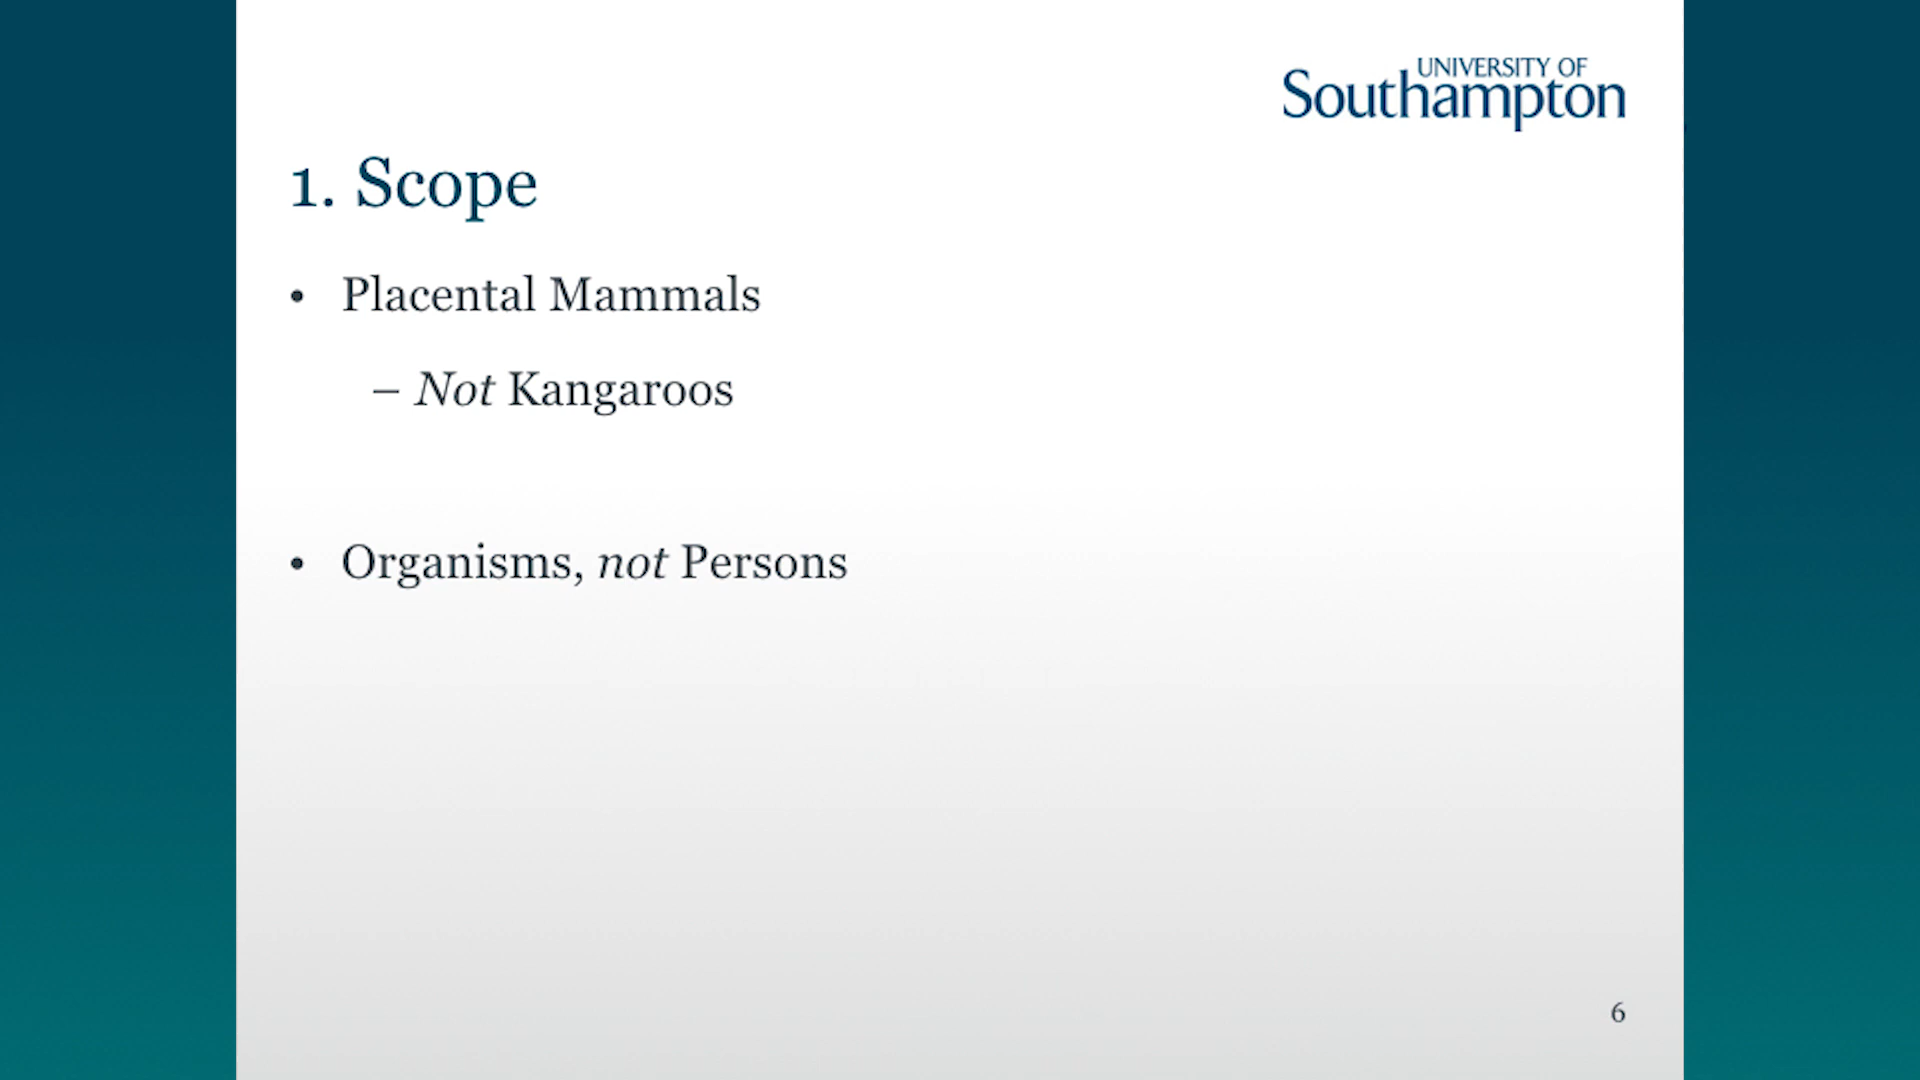 UNIVERSITY OF
Southampton
1. Scope
• Placental Mammals
– Not Kangaroos
• Organisms, not Persons
6